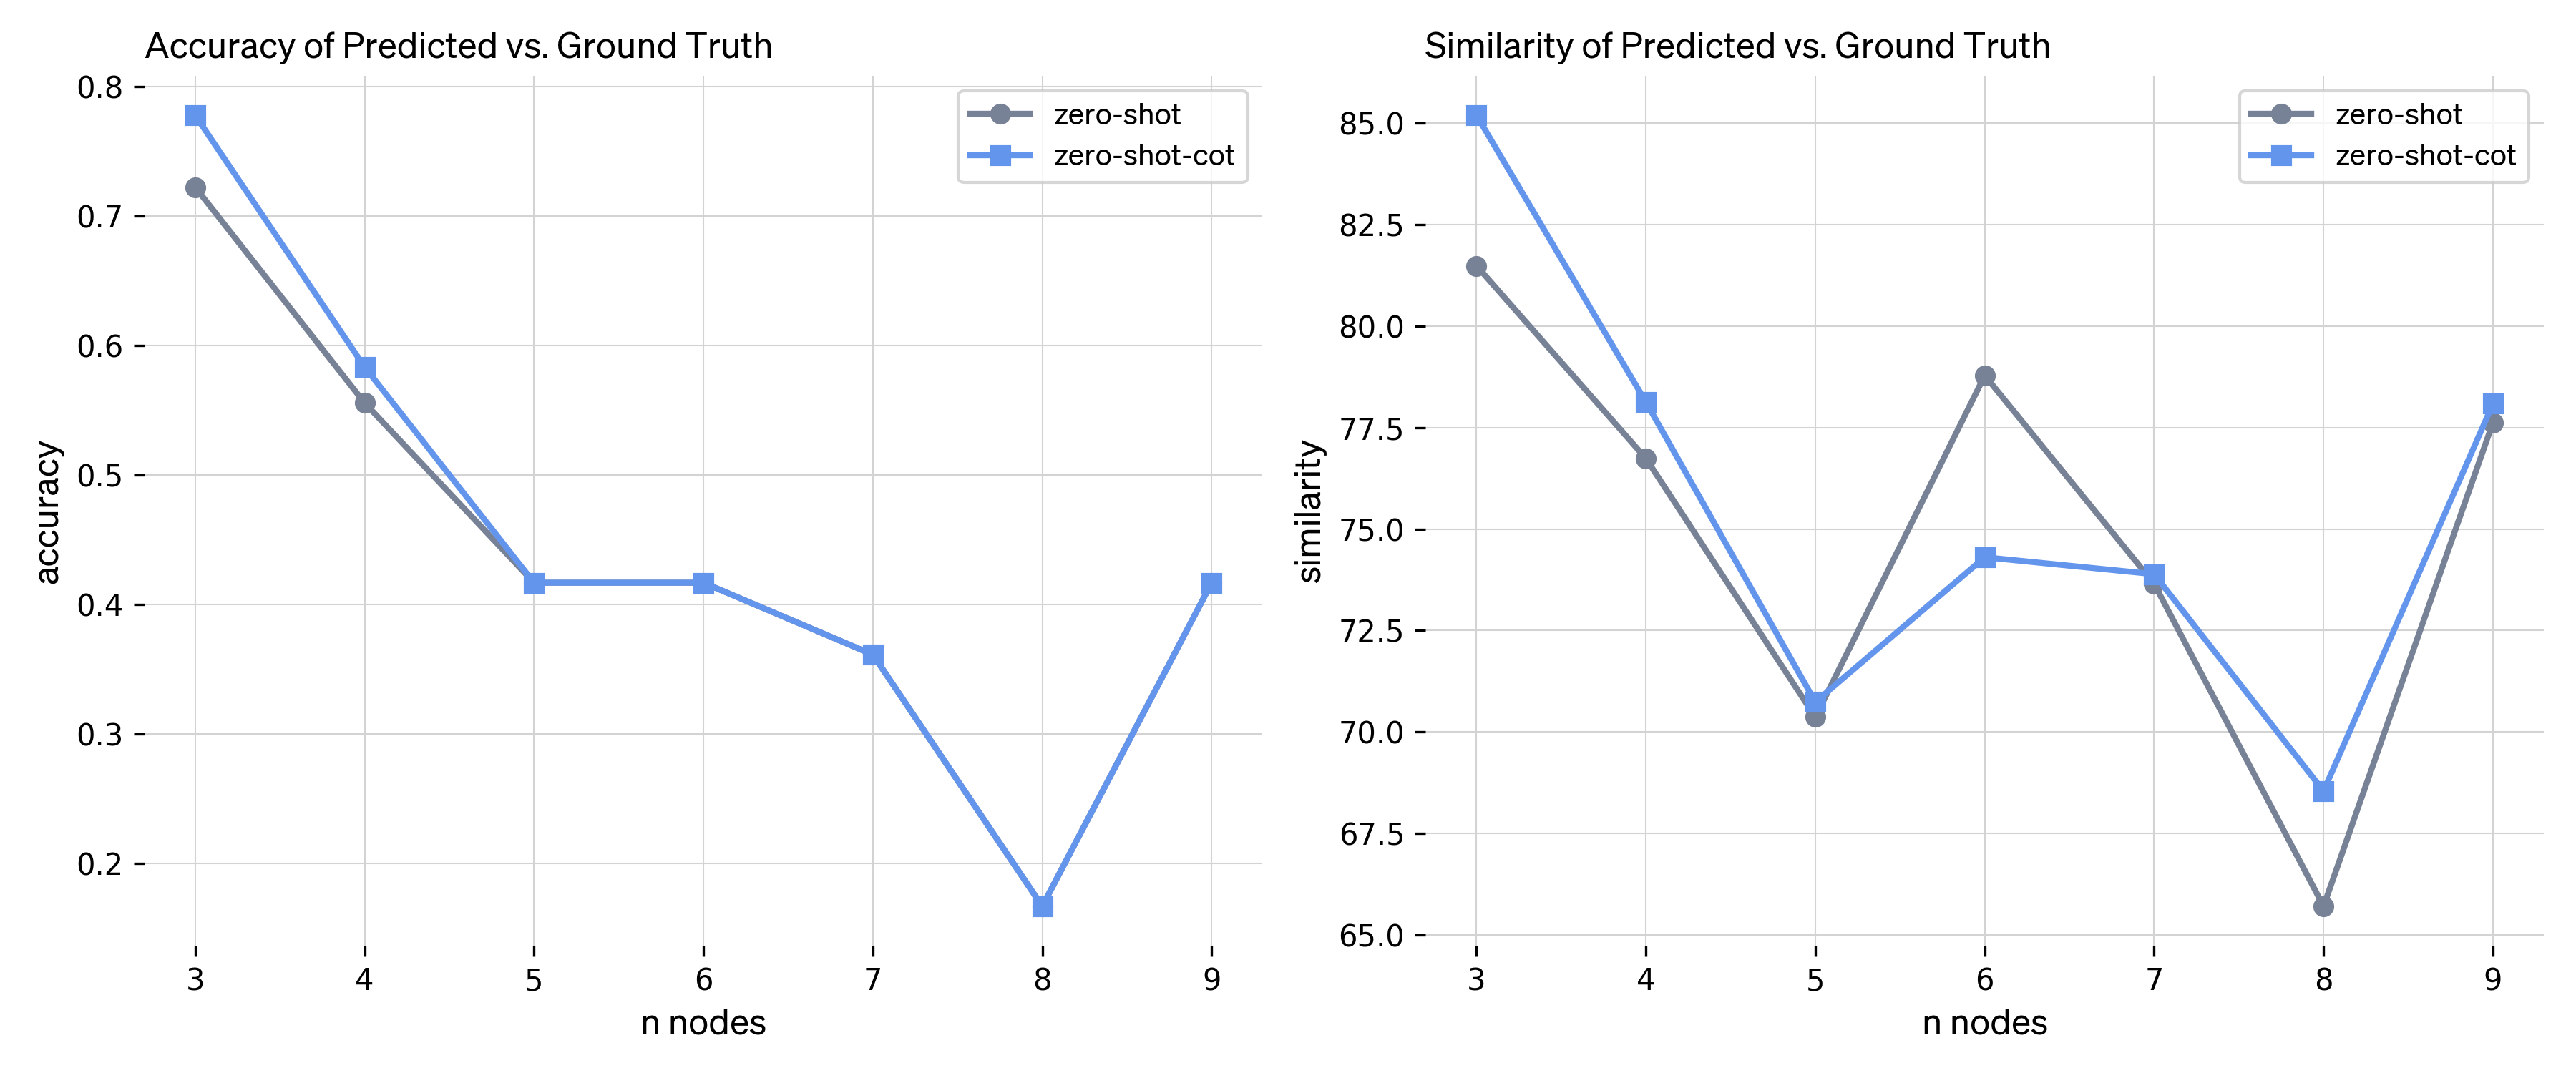 Accuracy of Predicted vs. Ground Truth
0.8
0.7
0.6
0.5
0.4
0.3
0.2
accuracy
3 4 5 6 7 8 9
n nodes
zero-shot
zero-shot-cot
Similarity of Predicted vs. Ground Truth
85.0
82.5
80.0
77.5
75.0
72.5
70.0
67.5
65.0
similarity
3 4 5 6 7 8 9
n nodes
zero-shot
zero-shot-cot